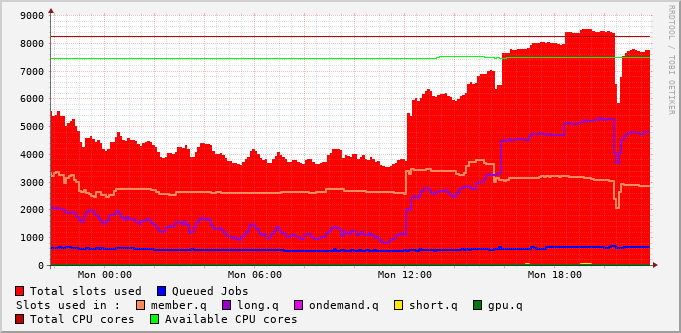 RRDTOOL / TOBI OETIKER
9000
8000
7000
6000
5000
4000
3000
2000
1000
0
Mon 00:00 Mon 06:00 Mon 12:00 Mon 18:00
Total slots used Queued Jobs
Slots used in : member.q long.q ondemand.q short.q gpu.q
Total CPU cores Available CPU cores